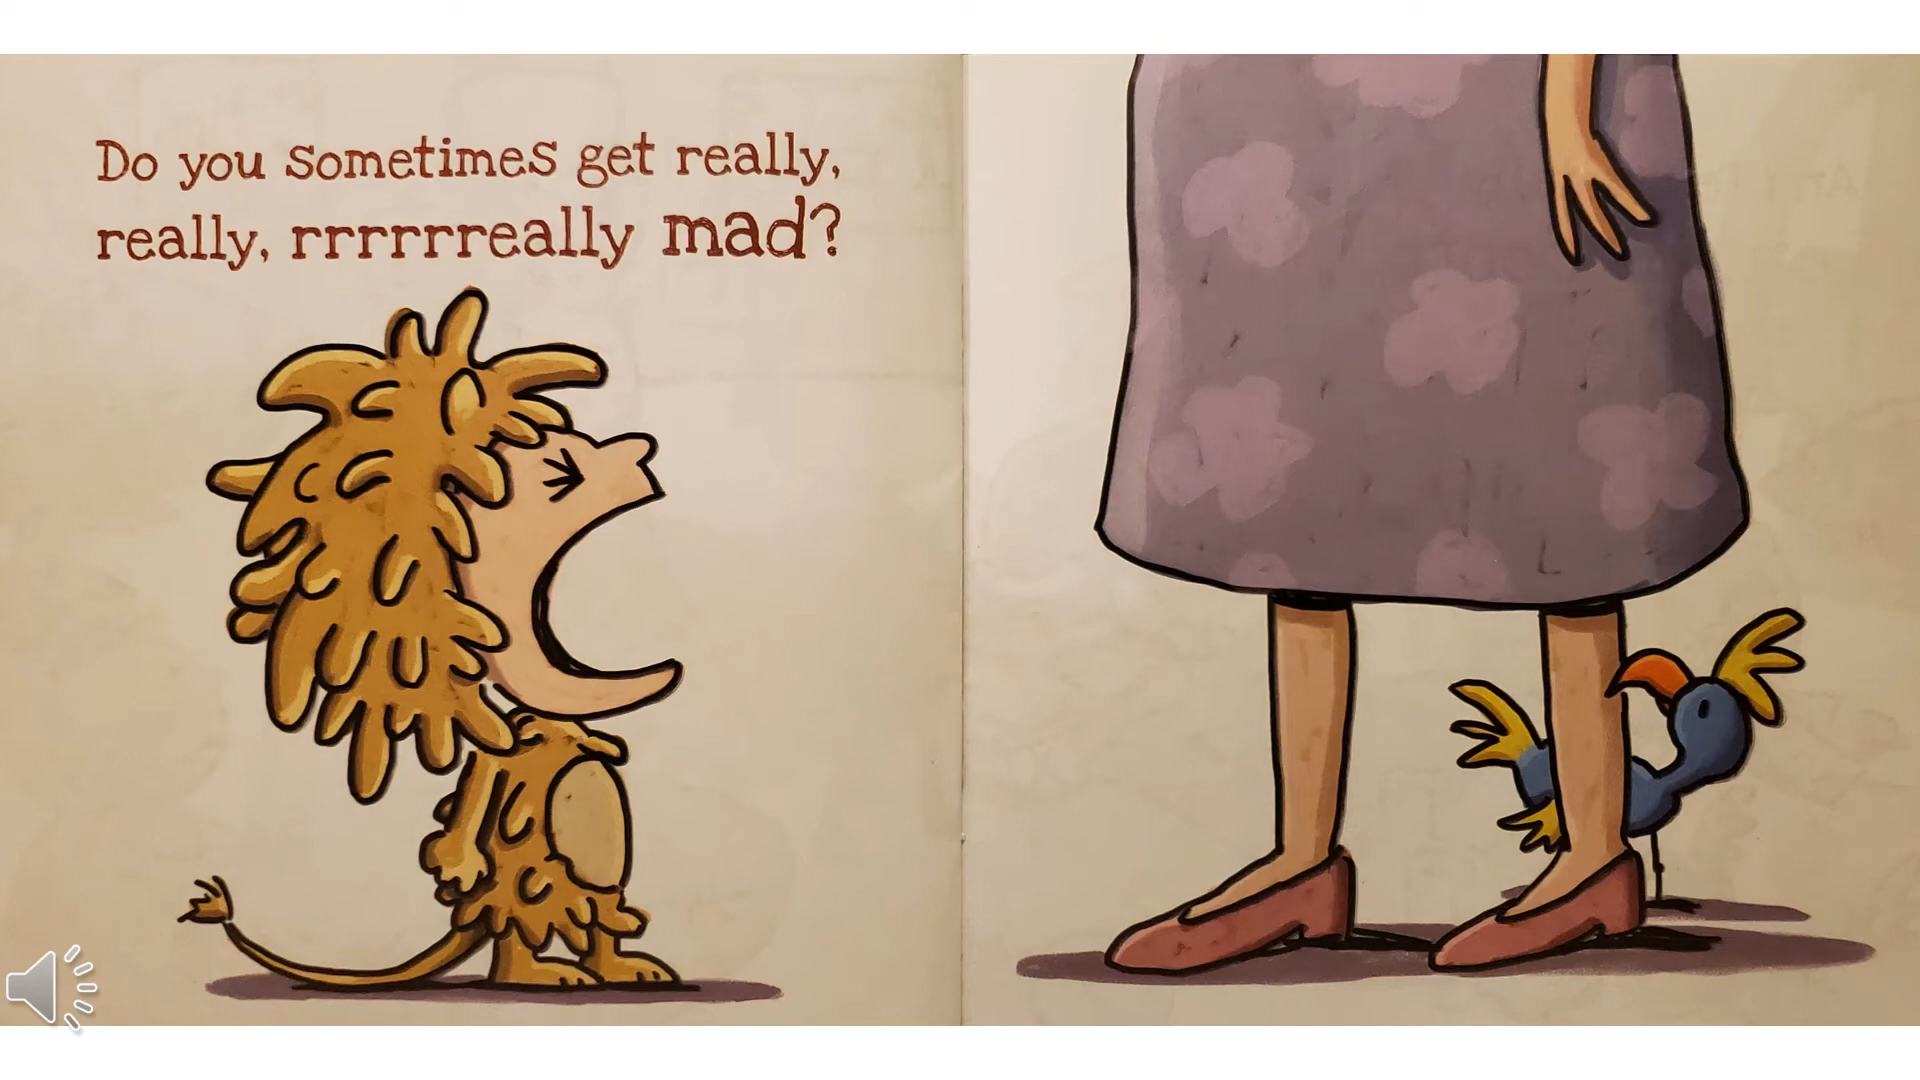 Do you sometimes get really,
really, rrrrrreally mad?